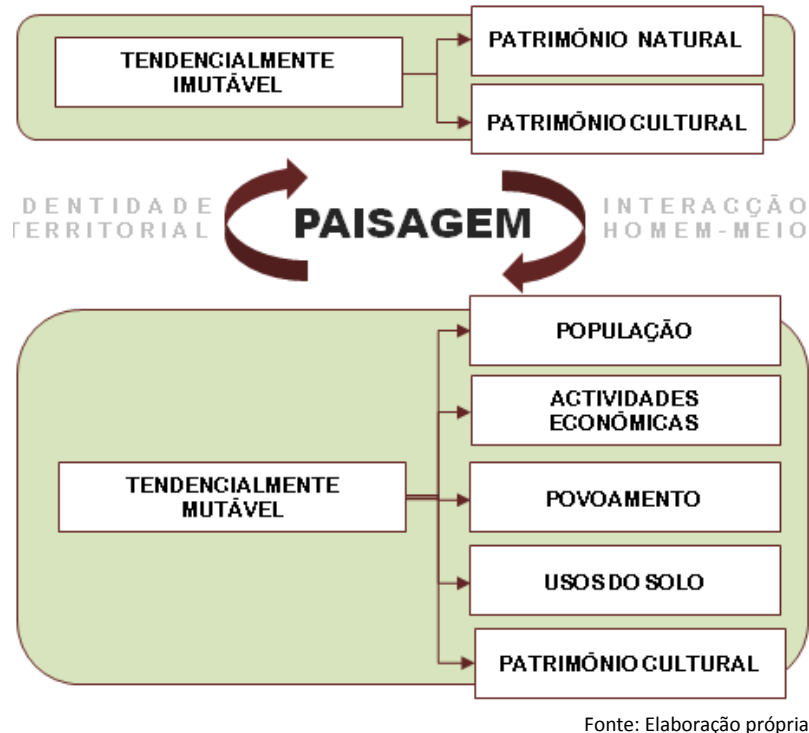 TENDENCIALMENTE
IMUTÁVEL
PATRIMÓNIO NATURAL
PATRIMÓNIO CULTURAL
DENTIDADE
TERRITORIAL
PAISAGEM
INTERACÇÃO
HOMEM-MEIO
POPULAÇÃO
ACTIVIDADES
ECONÓMICAS
TENDENCIALMENTE
MUTÁVEL
POVOAMENTO
USOS DO SOLO
PATRIMÓNIO CULTURAL
Fonte: Elaboração própria